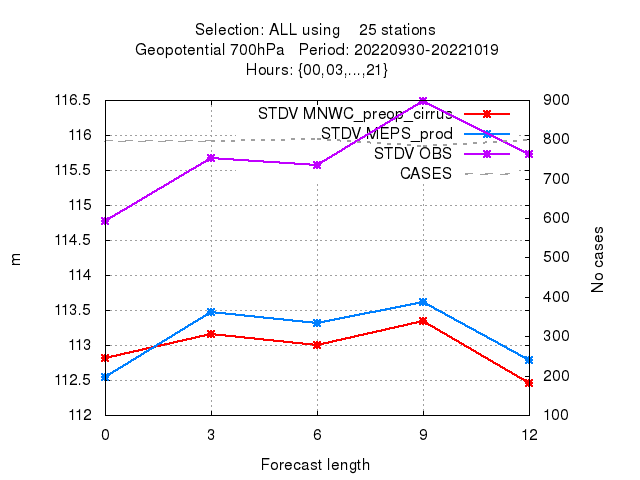 Selection: ALL using    25 stations
Geopotential 700hPa   Period: 20220930-20221019
Hours: {00,03,...,21}
STDV MNWC_preop_cirrus
STDV MEPS_prod
STDV OBS
CASES
116.5
116
115.5
115
114.5
114
113.5
113
112.5
112
900
800
700
600
500
400
300
200
100
m
No cases
0 3 6 9 12
Forecast length